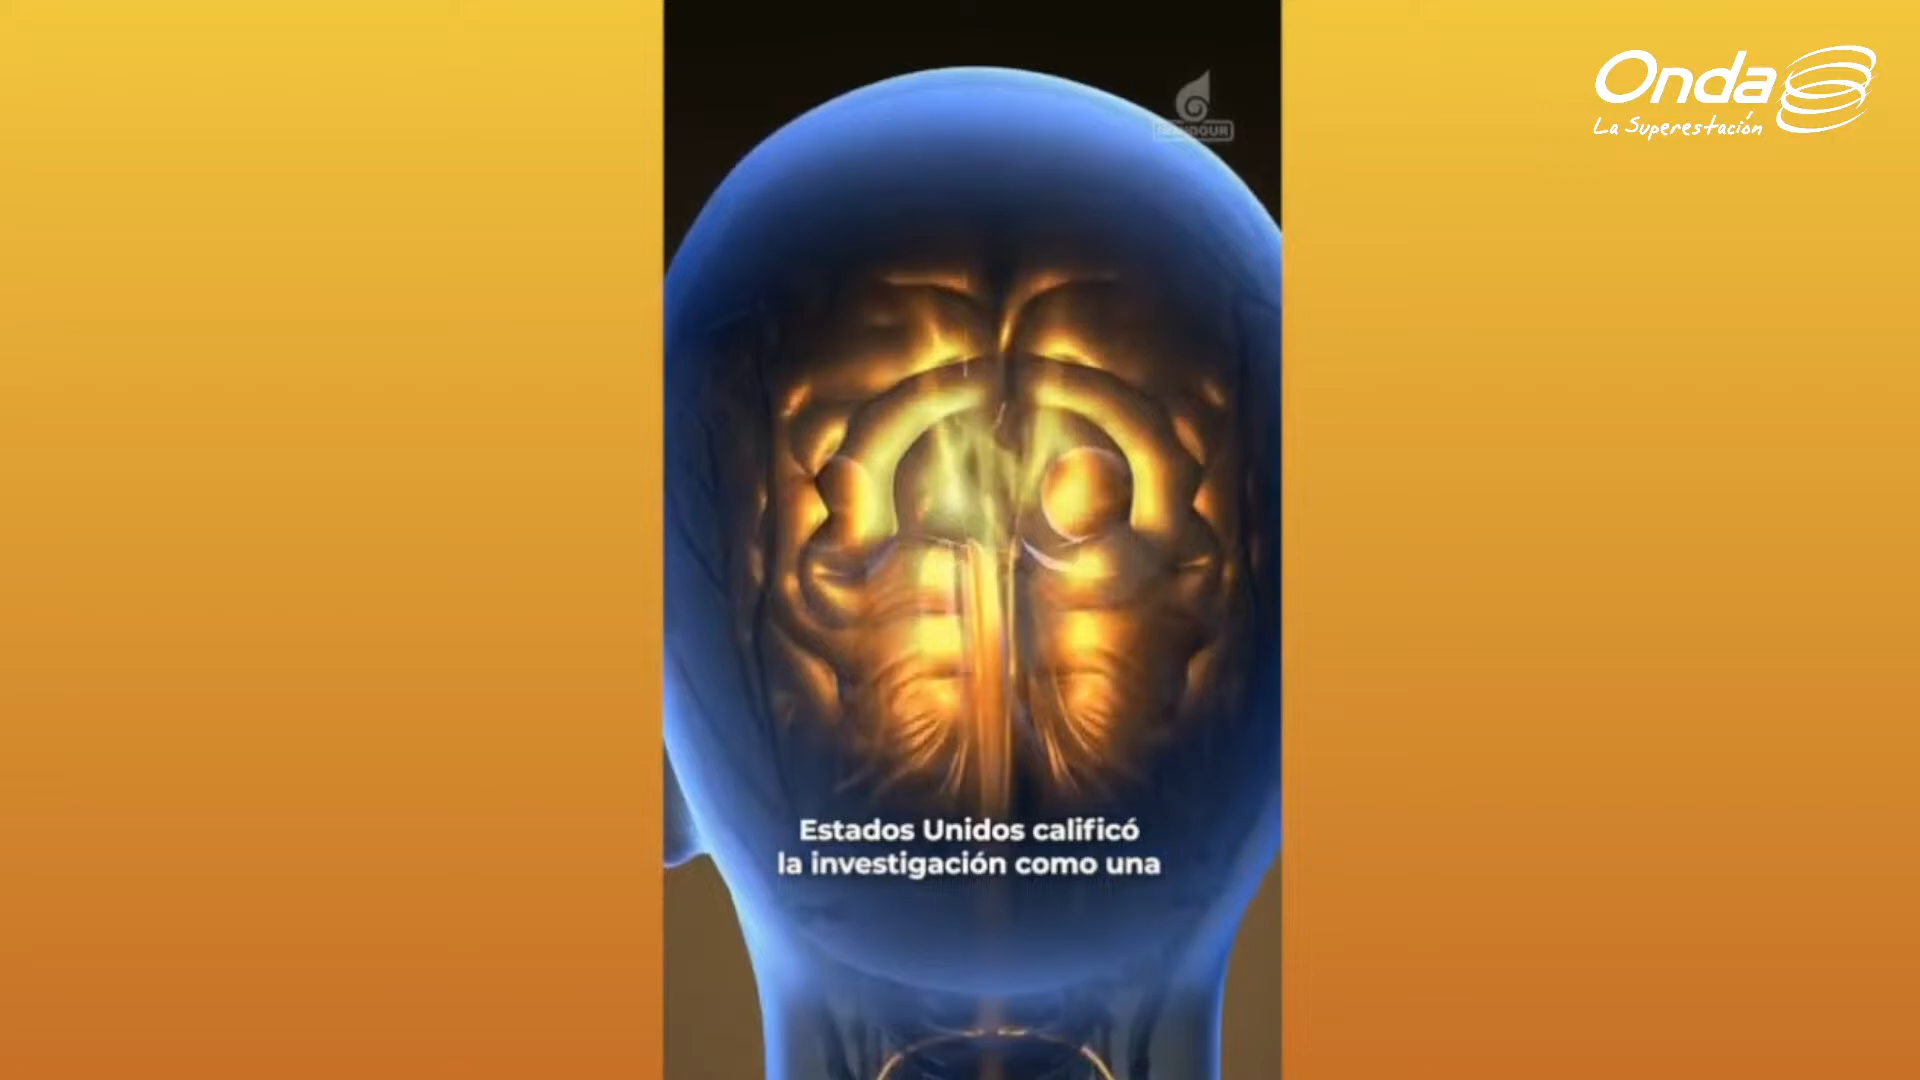 Onda
La Superestación
Estados Unidos calificó
la investigación como una